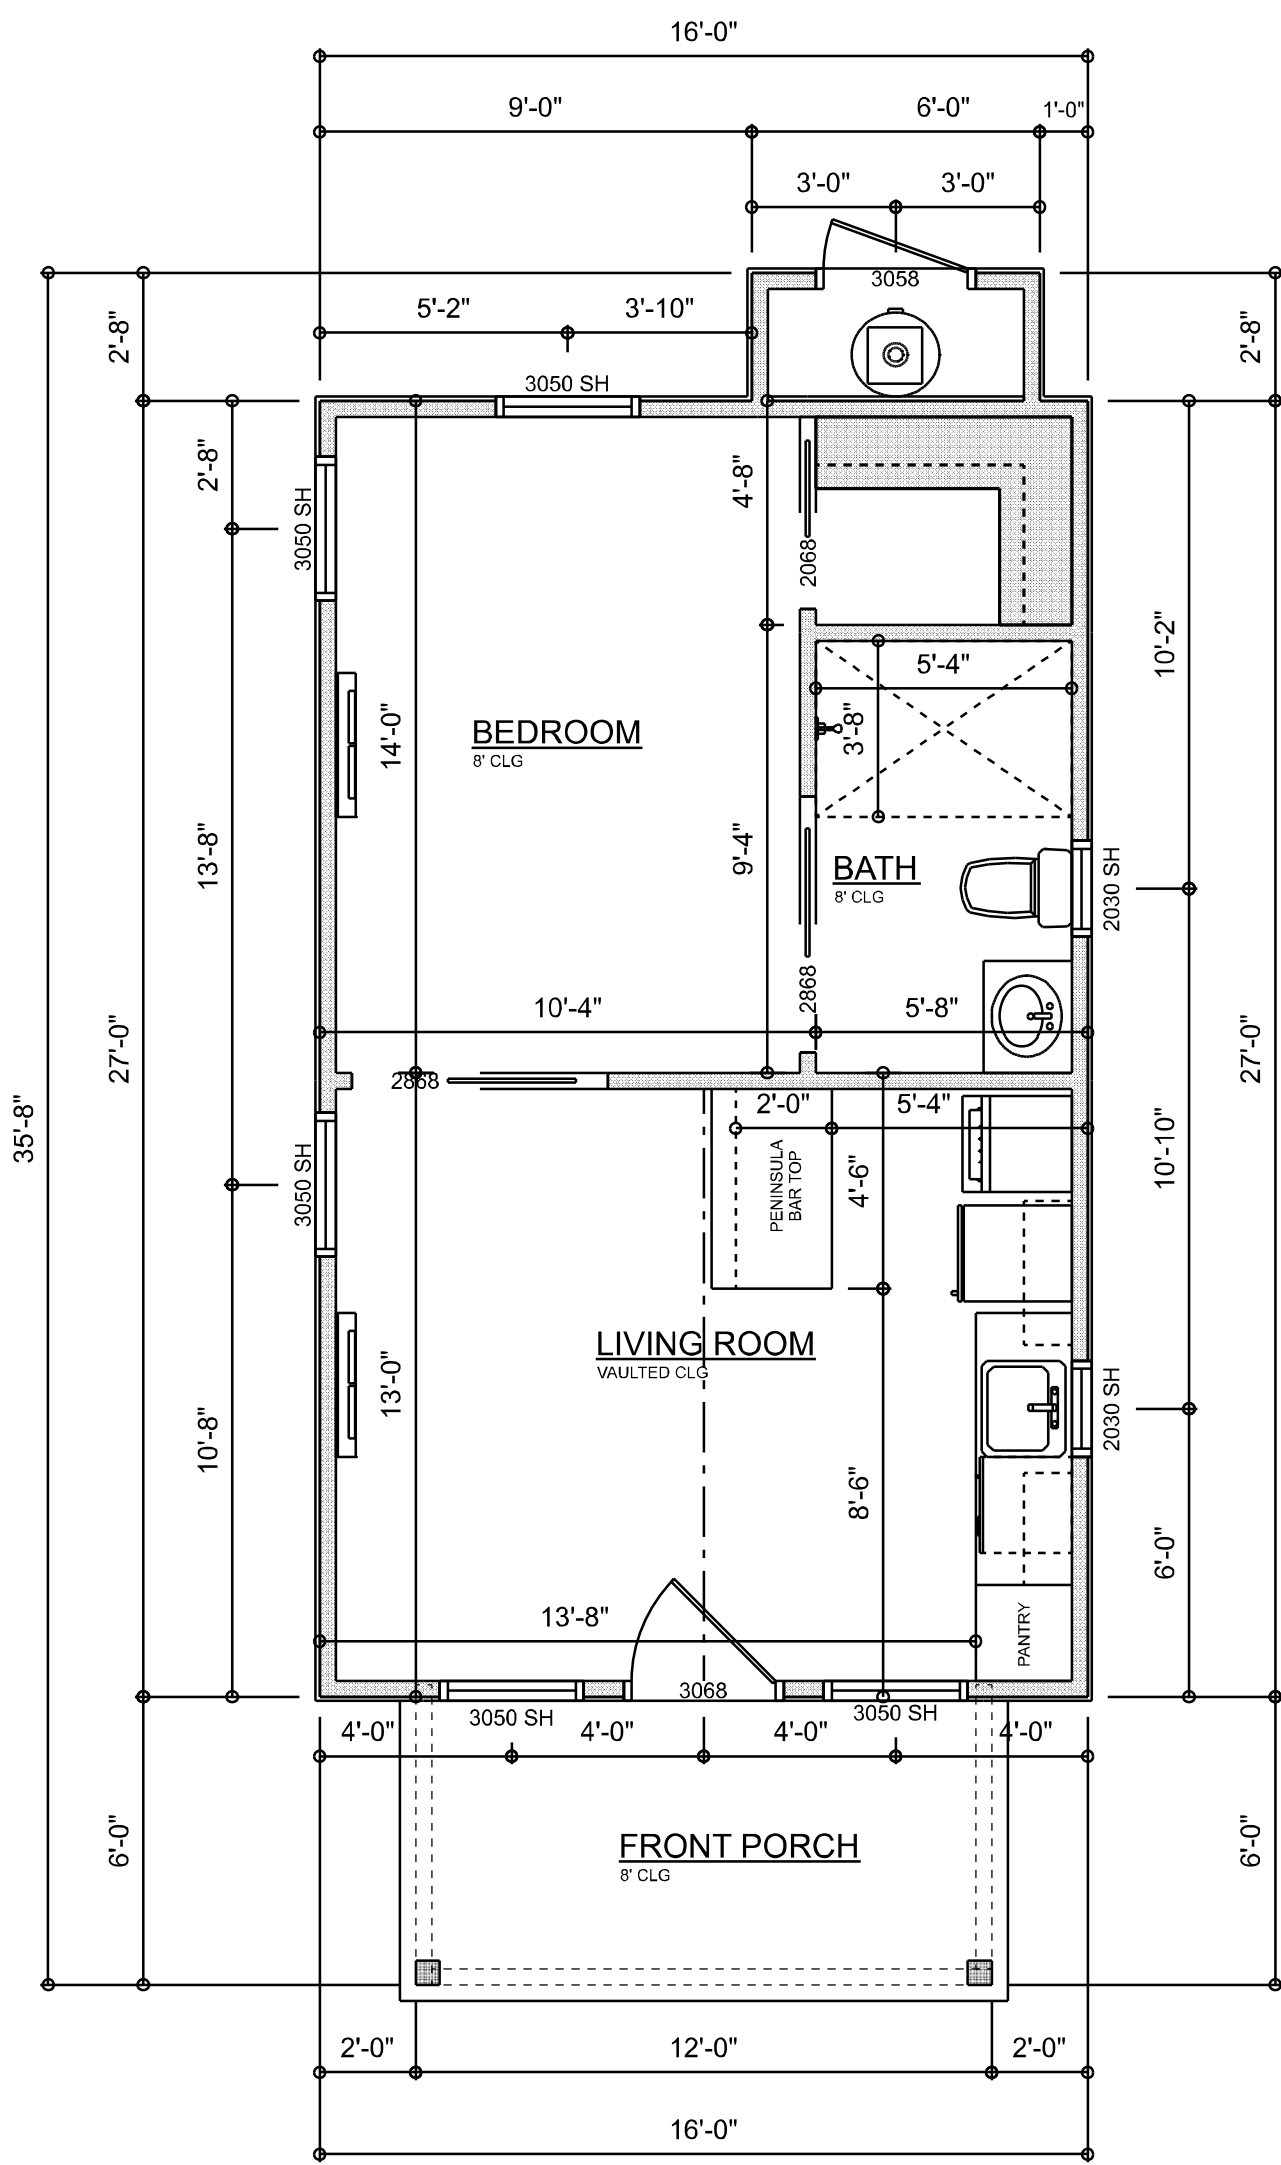 16'-0"
9'-0"
6'-0"
1'-0"
3'-0"
3'-0"
3058
5'-2"
3'-10"
2'-8"
2'-8"
3050 SH
2'-8"
4'-8"
3050 SH
2068
10'-2"
5'-4"
3'-8"
14'-0"
BEDROOM
8' CLG
13'-8"
9'-4"
BATH
8' CLG
2030 SH
2868
10'-4"
5'-8"
27'-0"
27'-0"
2868
2'-0"
5'-4"
35'-8"
3050 SH
PENINSULA
BAR TOP
4'-6"
10'-10"
LIVING ROOM
VAULTED CLG
13'-0"
10'-8"
2030 SH
8'-6"
6'-0"
13'-8"
PANTRY
3068
3050 SH
3050 SH
4'-0"
4'-0"
4'-0"
4'-0"
6'-0"
FRONT PORCH
8' CLG
6'-0"
2'-0"
12'-0"
2'-0"
16'-0"